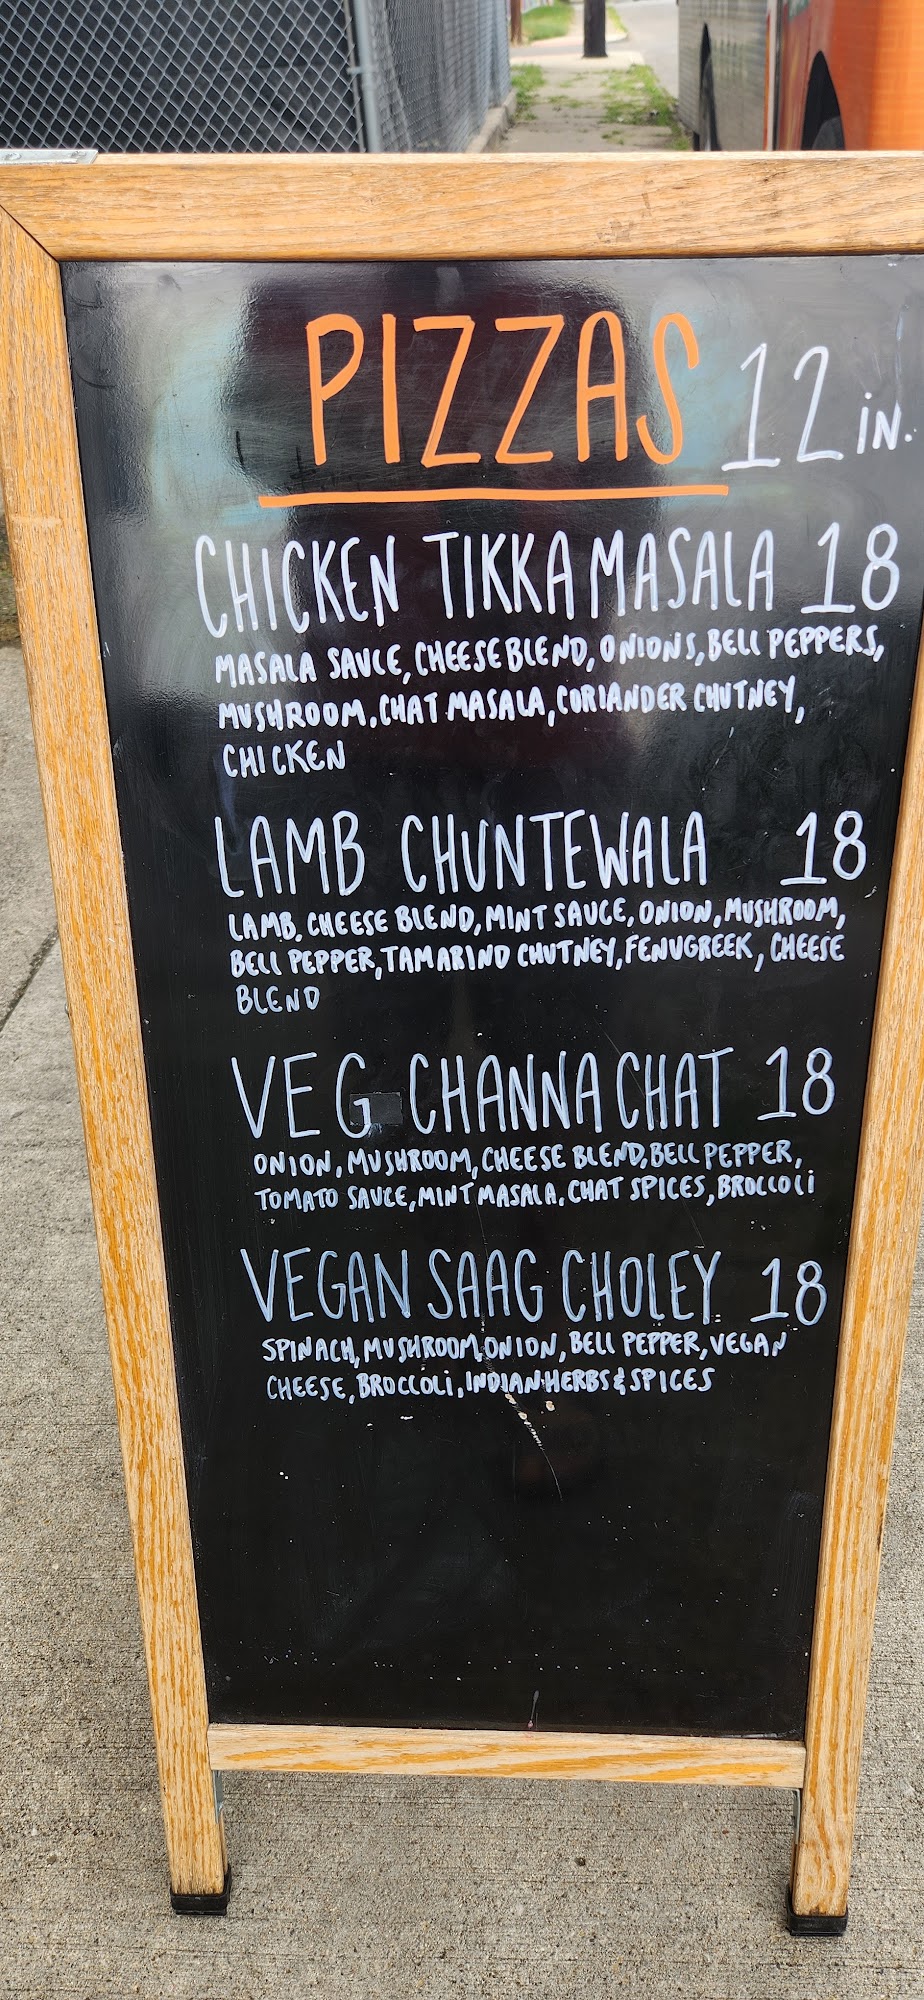 PIZZAS 12 IN.
CHICKEN TIKKA MASALA 18
MASALA SAUCE, CHEESE BLEND, ONIONS, BELL PEPPERS,
MUSHROOM, CHAT MASALA, CORIANDER CHUTNEY,
CHICKEN
LAMB CHUNTEWALA 18
LAMB, CHEESE BLEND, MINT SAUCE, ONION, MUSHROOM,
BELL PEPPER, TAMARIND CHUTNEY, FENUGREEK, CHEESE
BLEND
VEG CHANNA CHAT 18
ONION, MUSHROOM, CHEESE BLEND, BELL PEPPER,
TOMATO SAUCE, MINT MASALA, CHAT SPICES, BROCCOLI
VEGAN SAAG CHOLEY 18
SPINACH, MUSHROOM, ONION, BELL PEPPER, VEGAN
CHEESE, BROCCOLI, INDIAN HERBS & SPICES